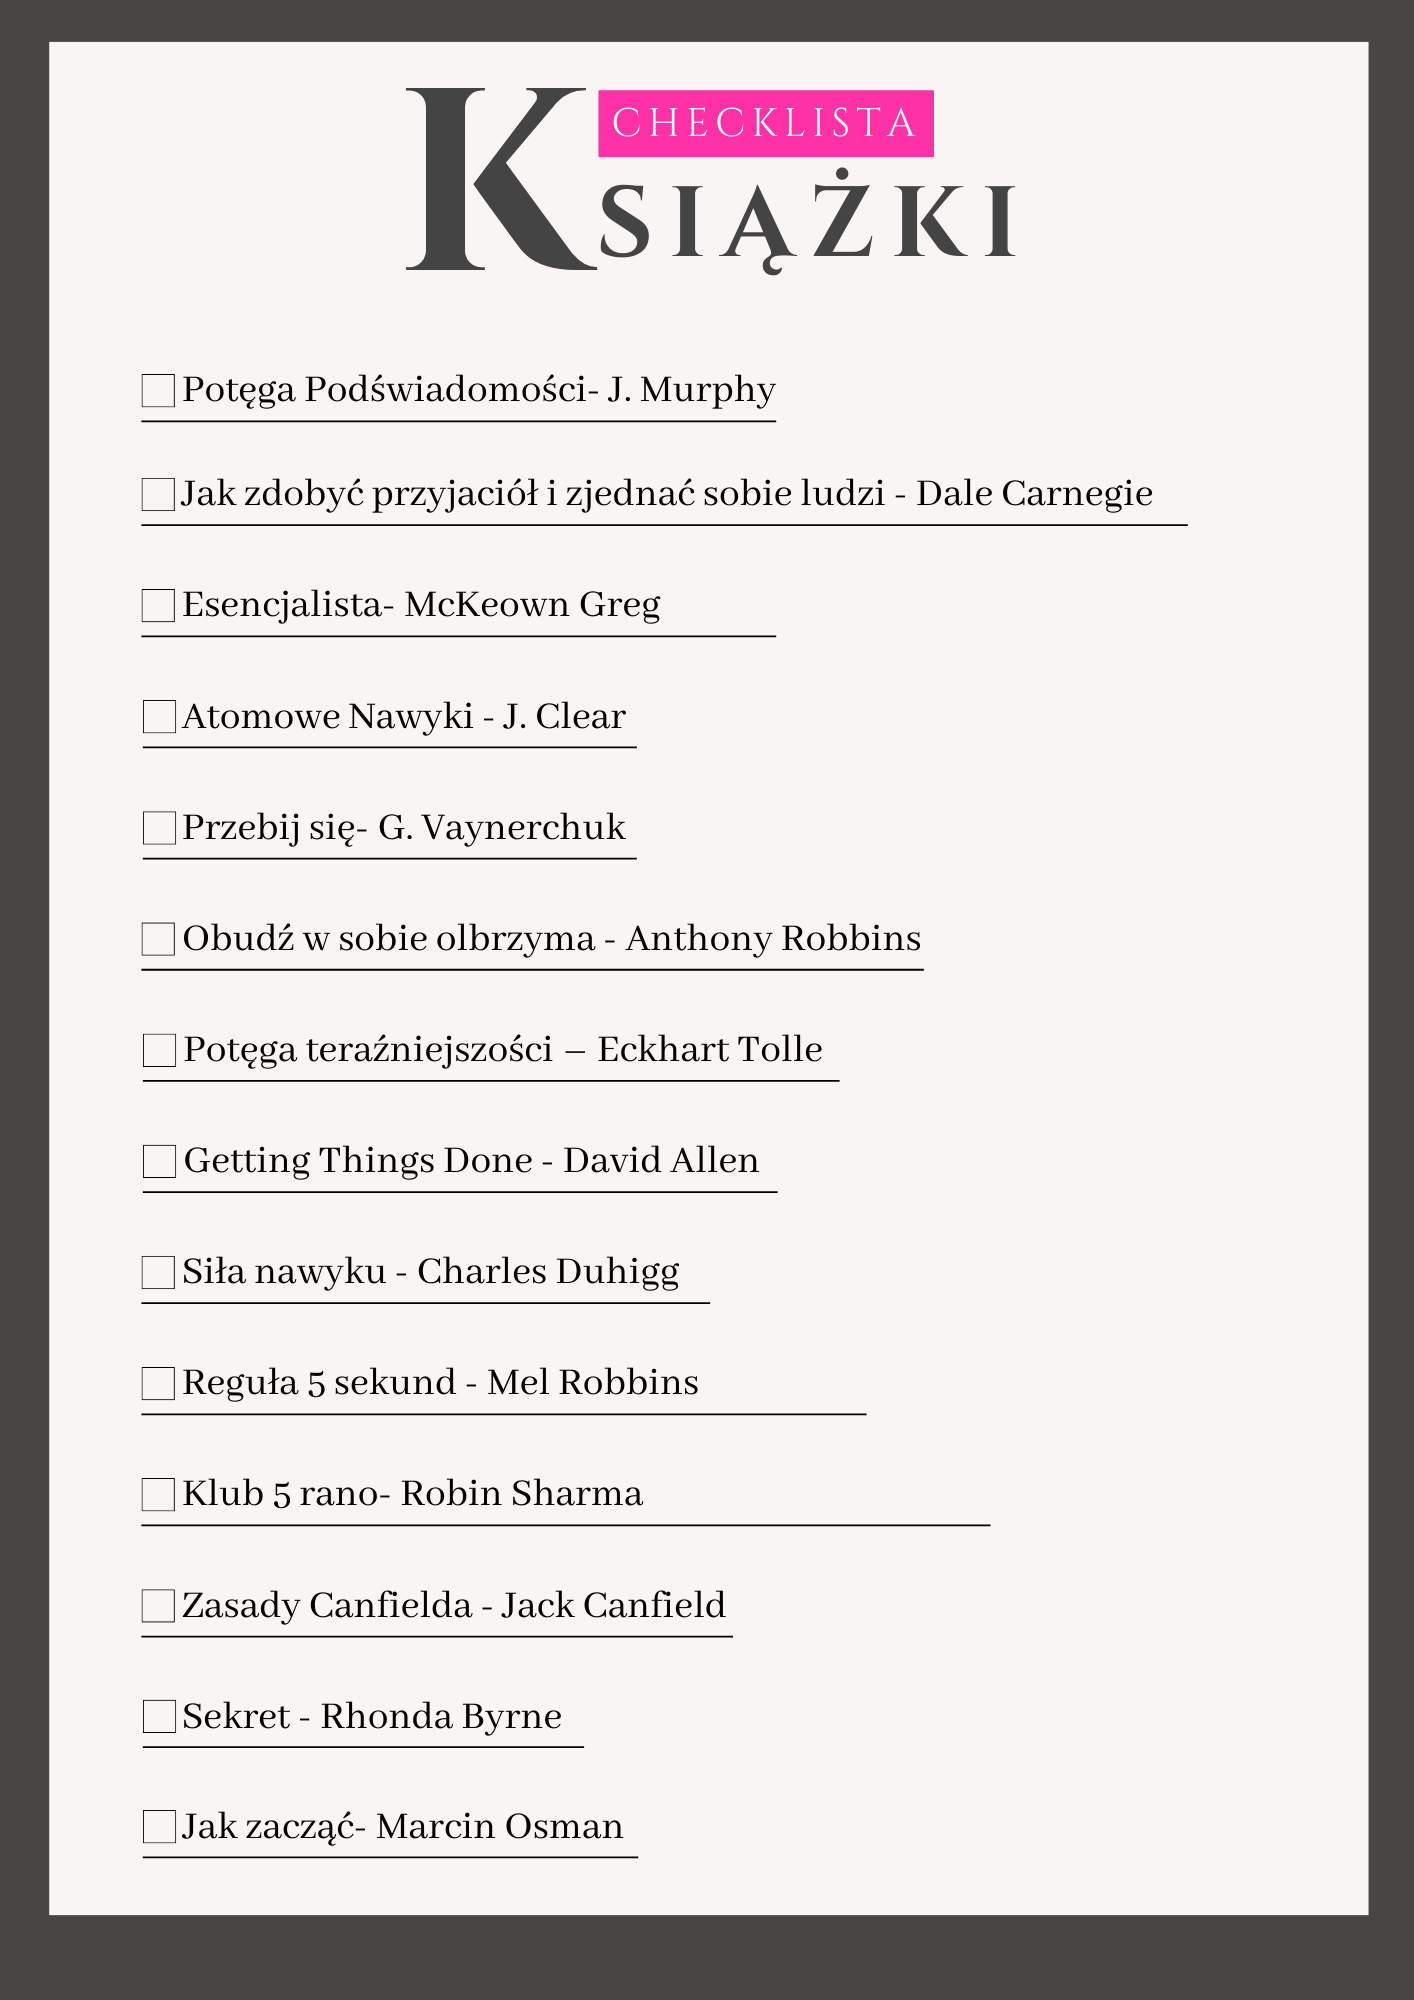 CHECKLISTA
KSIĄŻKI
Potęga Podświadomości- J. Murphy
Jak zdobyć przyjaciół i zjednać sobie ludzi - Dale Carnegie
Esencjalista- McKeown Greg
Atomowe Nawyki - J. Clear
Przebij się- G. Vaynerchuk
Obudź w sobie olbrzyma - Anthony Robbins
Potęga teraźniejszości – Eckhart Tolle
Getting Things Done - David Allen
Siła nawyku - Charles Duhigg
Reguła 5 sekund - Mel Robbins
Klub 5 rano- Robin Sharma
Zasady Canfielda - Jack Canfield
Sekret - Rhonda Byrne
Jak zacząć- Marcin Osman